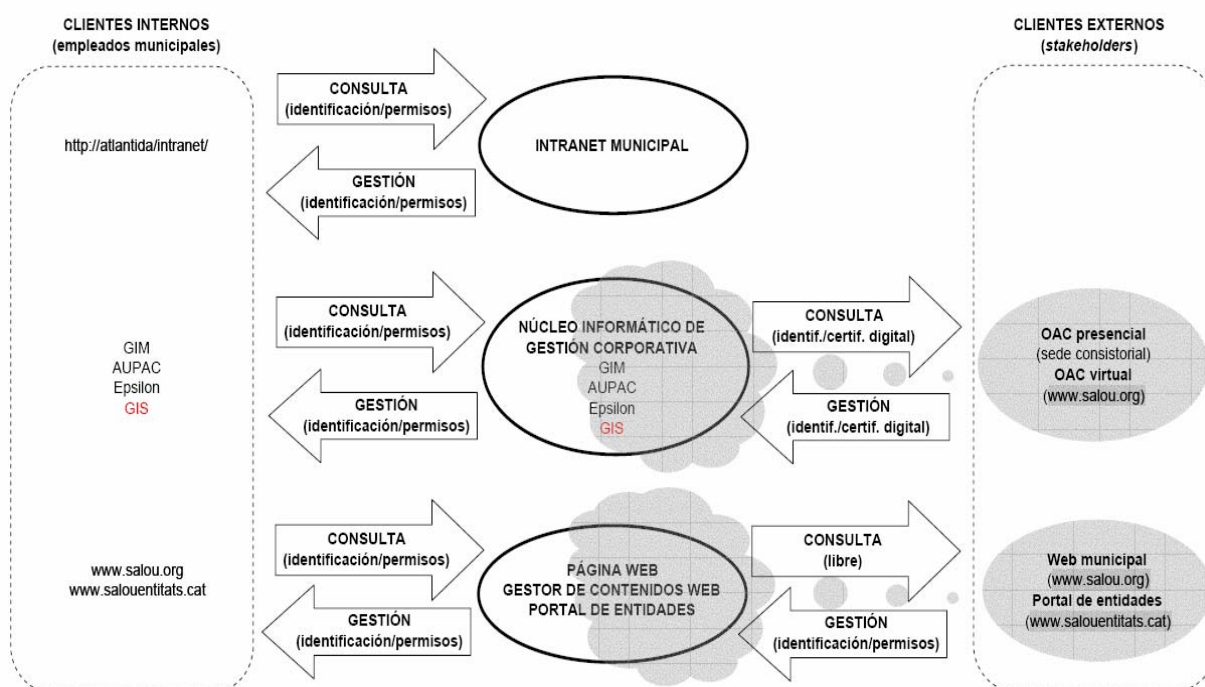 CLIENTES INTERNOS
(empleados municipales)
CLIENTES EXTERNOS
(stakeholders)
http://atlantida/intranet/
CONSULTA
(identificación/permisos)
GESTIÓN
(identificación/permisos)
INTRANET MUNICIPAL
GIM
AUPAC
Epsilon
GIS
CONSULTA
(identificación/permisos)
GESTIÓN
(identificación/permisos)
NÚCLEO INFORMÁTICO DE
GESTIÓN CORPORATIVA
GIM
AUPAC
Epsilon
GIS
CONSULTA
(identif./certif. digital)
GESTIÓN
(identif./certif. digital)
OAC presencial
(sede consistorial)
OAC virtual
(www.salou.org)
www.salou.org
www.salouentitats.cat
CONSULTA
(identificación/permisos)
GESTIÓN
(identificación/permisos)
PÁGINA WEB
GESTOR DE CONTENIDOS WEB
PORTAL DE ENTIDADES
CONSULTA
(libre)
GESTIÓN
(identificación/permisos)
Web municipal
(www.salou.org)
Portal de entidades
(www.salouentitats.cat)